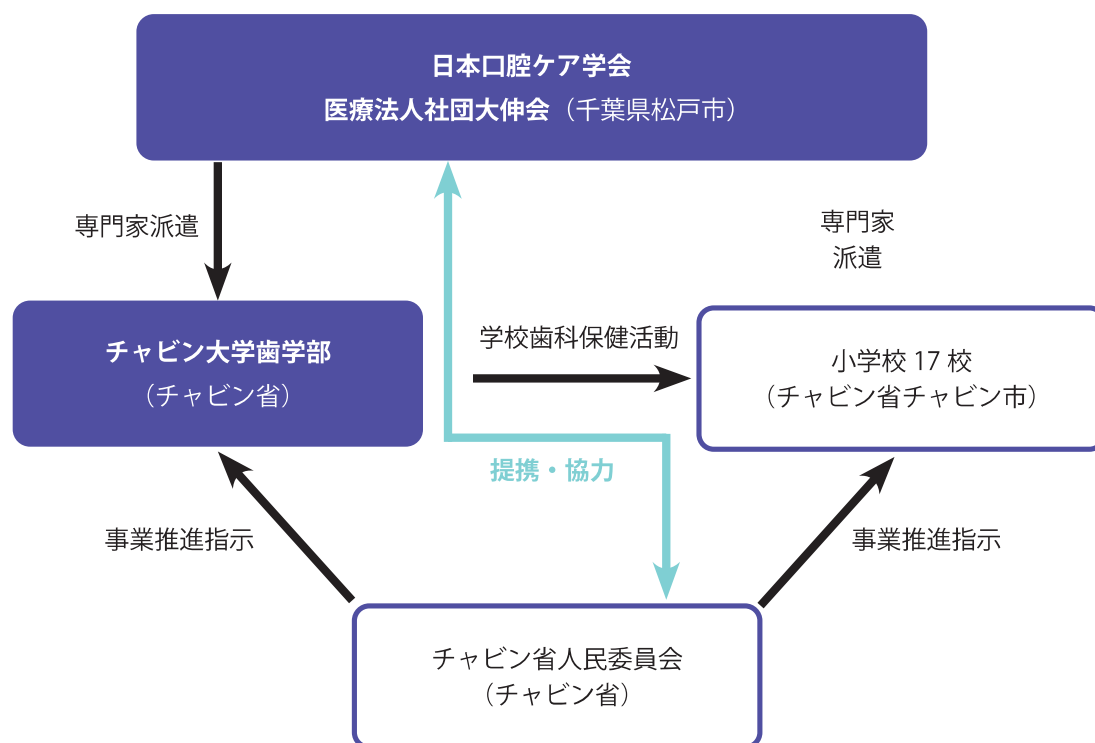 日本口腔ケア学会
医療法人社団大伸会（千葉県松戸市）
専門家派遣
専門家
派遣
チャビン大学歯学部
（チャビン省）
学校歯科保健活動
小学校 17 校
（チャビン省チャビン市）
提携・協力
事業推進指示
事業推進指示
チャビン省人民委員会
（チャビン省）